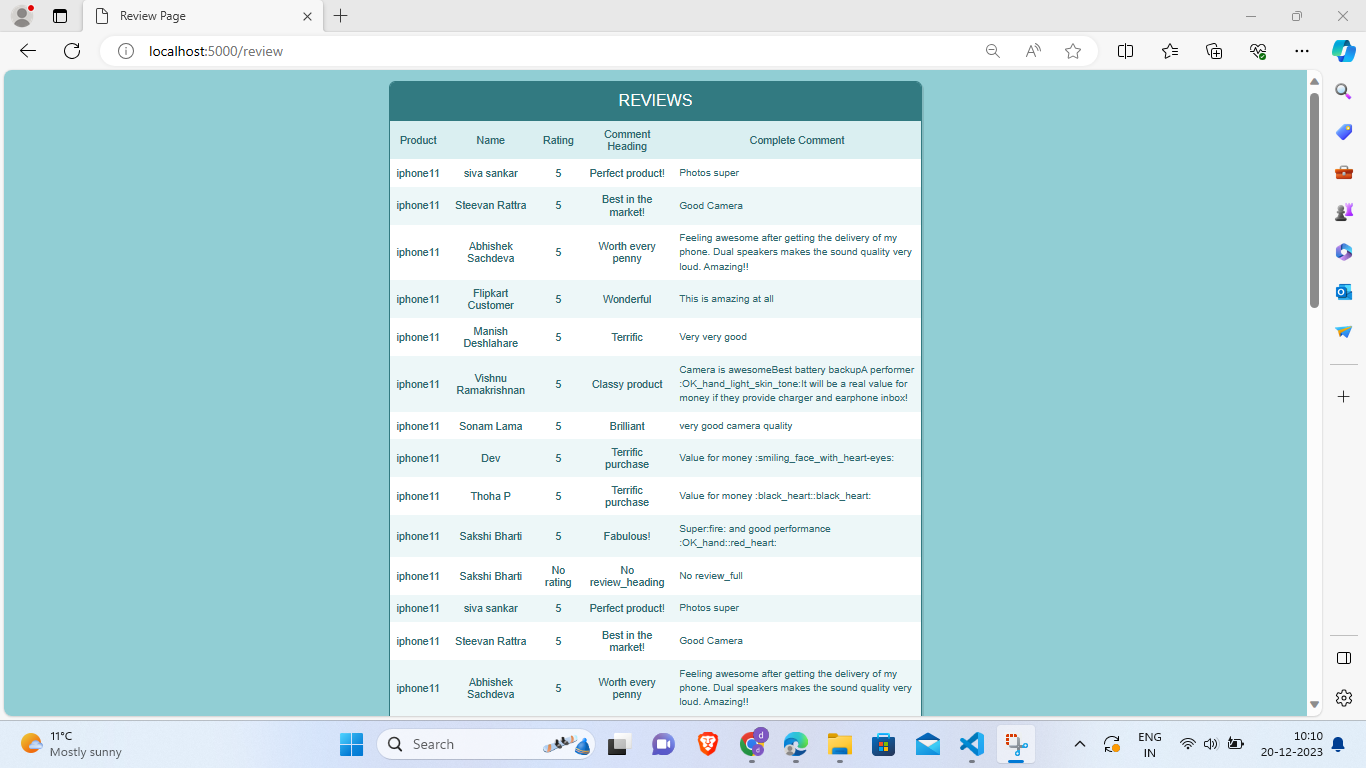 Review Page
localhost:5000/review
REVIEWS
Product Name Rating Comment Heading Complete Comment
iphone11 siva sankar 5 Perfect product! Photos super
iphone11 Steevan Rattra 5 Best in the market! Good Camera
iphone11 Abhishek Sachdeva 5 Worth every penny Feeling awesome after getting the delivery of my phone. Dual speakers makes the sound quality very loud. Amazing!!
iphone11 Flipkart Customer 5 Wonderful This is amazing at all
iphone11 Manish Deshlahare 5 Terrific Very very good
iphone11 Vishnu Ramakrishnan 5 Classy product Camera is awesomeBest battery backupA performer :OK_hand_light_skin_tone:It will be a real value for money if they provide charger and earphone inbox!
iphone11 Sonam Lama 5 Brilliant very good camera quality
iphone11 Dev 5 Terrific purchase Value for money :smiling_face_with_heart-eyes:
iphone11 Thoha P 5 Terrific purchase Value for money :black_heart::black_heart:
iphone11 Sakshi Bharti 5 Fabulous! Super:fire: and good performance :OK_hand::red_heart:
iphone11 Sakshi Bharti No rating No review_heading No review_full
iphone11 siva sankar 5 Perfect product! Photos super
iphone11 Steevan Rattra 5 Best in the market! Good Camera
iphone11 Abhishek Sachdeva 5 Worth every penny Feeling awesome after getting the delivery of my phone. Dual speakers makes the sound quality very loud. Amazing!!
11°C
Mostly sunny
Search
d
d
ENG
IN
10:10
20-12-2023